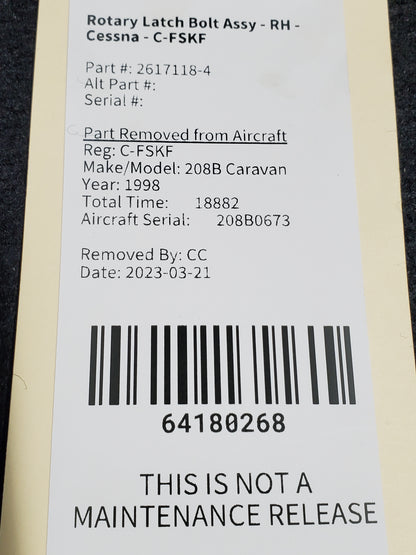 Rotary Latch Bolt Assy - RH -
Cessna - C-FSKF
Part #: 2617118-4
Alt Part #:
Serial #:
Part Removed from Aircraft
Reg: C-FSKF
Make/Model: 208B Caravan
Year: 1998
Total Time: 18882
Aircraft Serial: 208B0673
Removed By: CC
Date: 2023-03-21
64180268
THIS IS NOT A
MAINTENANCE RELEASE